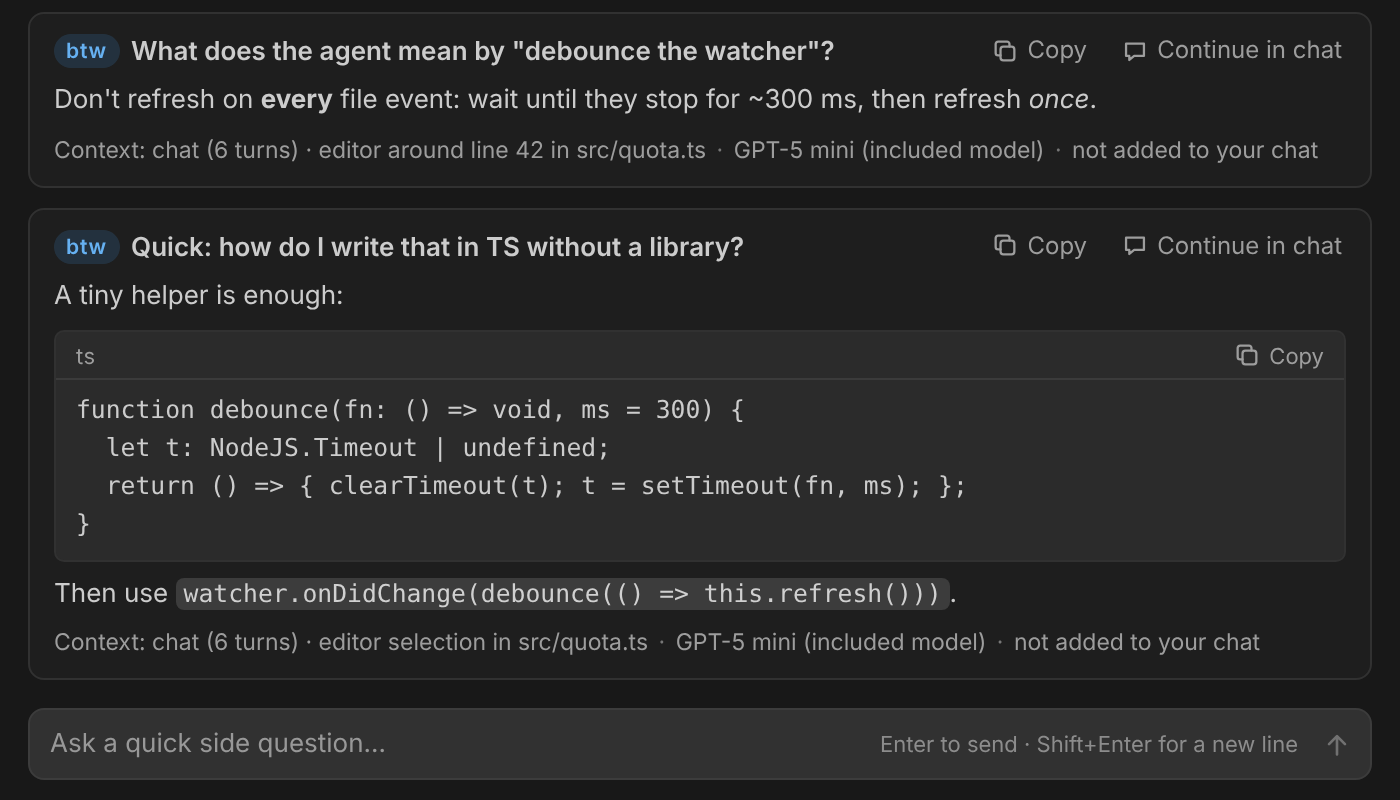 btw What does the agent mean by "debounce the watcher"? Copy Continue in chat
Don't refresh on every file event: wait until they stop for ~300 ms, then refresh once.
Context: chat (6 turns) · editor around line 42 in src/quota.ts · GPT-5 mini (included model) · not added to your chat
btw Quick: how do I write that in TS without a library? Copy Continue in chat
A tiny helper is enough:
ts Copy
function debounce(fn: () => void, ms = 300) {
  let t: NodeJS.Timeout | undefined;
  return () => { clearTimeout(t); t = setTimeout(fn, ms); };
}
Then use watcher.onDidChange(debounce(() => this.refresh())).
Context: chat (6 turns) · editor selection in src/quota.ts · GPT-5 mini (included model) · not added to your chat
Ask a quick side question... Enter to send · Shift+Enter for a new line